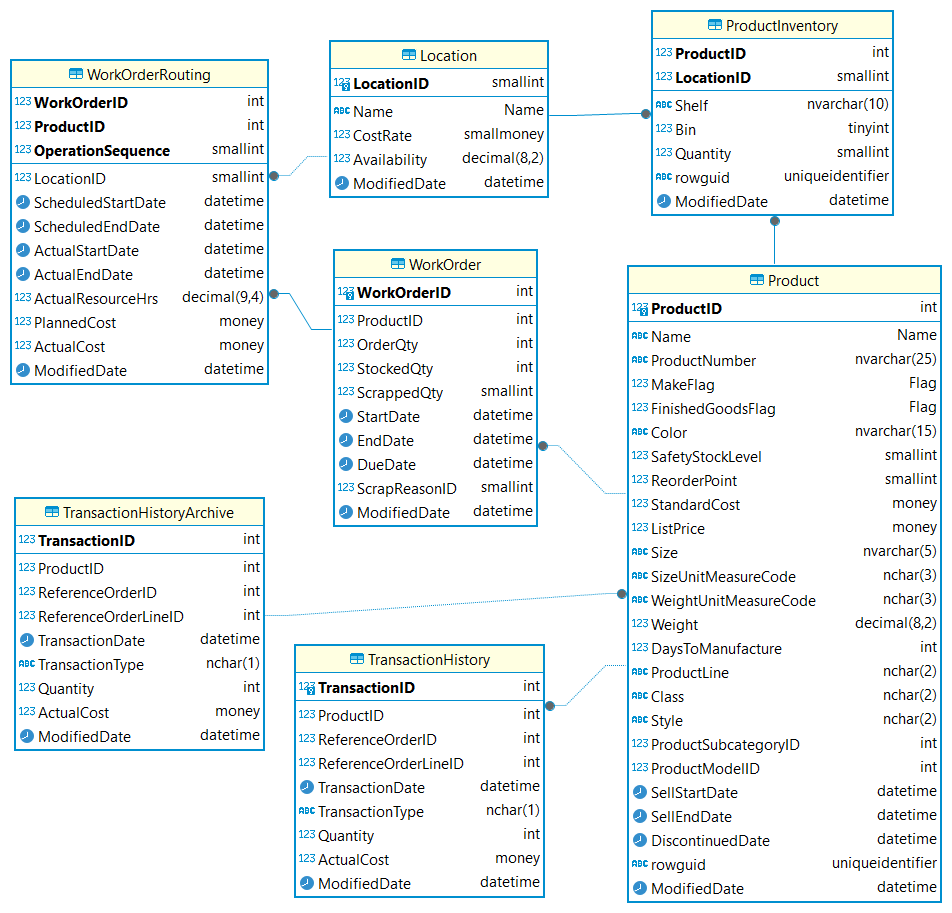 WorkOrderRouting
123 WorkOrderID int
123 ProductID int
123 OperationSequence smallint
123 LocationID smallint
ScheduledStartDate datetime
ScheduledEndDate datetime
ActualStartDate datetime
ActualEndDate datetime
123 ActualResourceHrs decimal(9,4)
123 PlannedCost money
123 ActualCost money
ModifiedDate datetime
Location
123 LocationID smallint
ABC Name Name
123 CostRate smallmoney
123 Availability decimal(8,2)
ModifiedDate datetime
ProductInventory
123 ProductID int
123 LocationID smallint
ABC Shelf nvarchar(10)
123 Bin tinyint
123 Quantity smallint
ABC rowguid uniqueidentifier
ModifiedDate datetime
WorkOrder
123 WorkOrderID int
123 ProductID int
123 OrderQty int
123 StockedQty int
123 ScrappedQty smallint
StartDate datetime
EndDate datetime
DueDate datetime
123 ScrapReasonID smallint
ModifiedDate datetime
Product
123 ProductID int
ABC Name Name
ABC ProductNumber nvarchar(25)
123 MakeFlag Flag
123 FinishedGoodsFlag Flag
ABC Color nvarchar(15)
123 SafetyStockLevel smallint
123 ReorderPoint smallint
123 StandardCost money
123 ListPrice money
ABC Size nvarchar(5)
ABC SizeUnitMeasureCode nchar(3)
ABC WeightUnitMeasureCode nchar(3)
123 Weight decimal(8,2)
123 DaysToManufacture int
ABC ProductLine nchar(2)
ABC Class nchar(2)
ABC Style nchar(2)
123 ProductSubcategoryID int
123 ProductModelID int
SellStartDate datetime
SellEndDate datetime
DiscontinuedDate datetime
ABC rowguid uniqueidentifier
ModifiedDate datetime
TransactionHistoryArchive
123 TransactionID int
123 ProductID int
123 ReferenceOrderID int
123 ReferenceOrderLineID int
TransactionDate datetime
ABC TransactionType nchar(1)
123 Quantity int
123 ActualCost money
ModifiedDate datetime
TransactionHistory
123 TransactionID int
123 ProductID int
123 ReferenceOrderID int
123 ReferenceOrderLineID int
TransactionDate datetime
ABC TransactionType nchar(1)
123 Quantity int
123 ActualCost money
ModifiedDate datetime